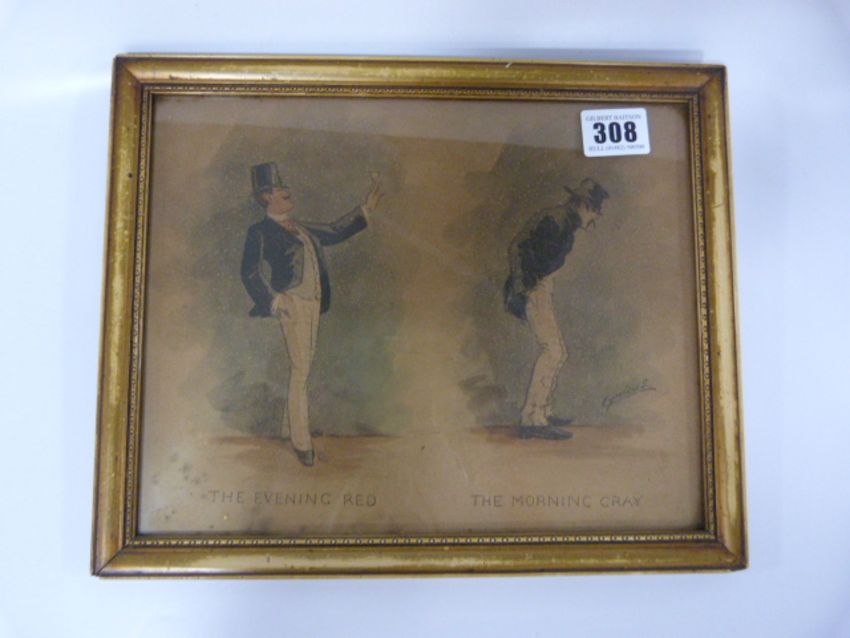 GILBERT BAITSON
308
THE EVENING RED
THE MORNING GRAY